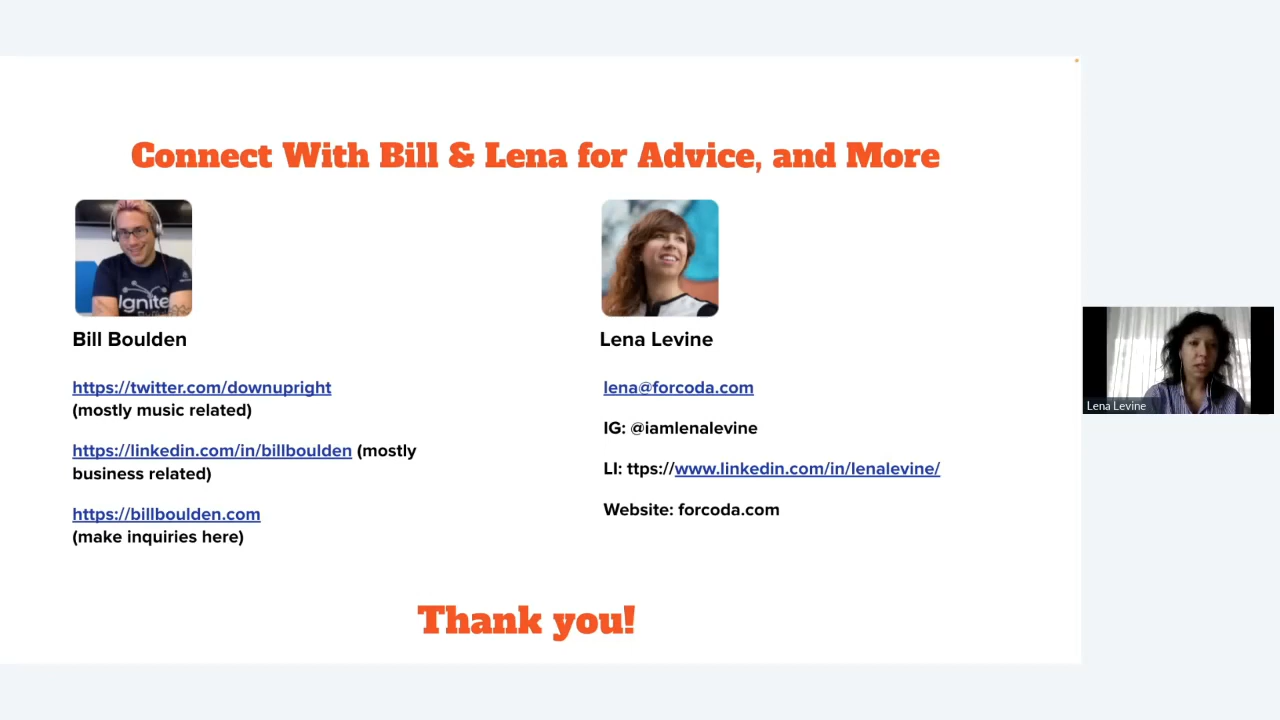 Connect With Bill & Lena for Advice, and More
Ignite
Bill Boulden
https://twitter.com/downupright
(mostly music related)
https://linkedin.com/in/billboulden (mostly
business related)
https://billboulden.com
(make inquiries here)
Lena Levine
lena@forcoda.com
IG: @iamlenalevine
LI: ttps://www.linkedin.com/in/lenalevine/
Website: forcoda.com
Thank you!
Lena Levine